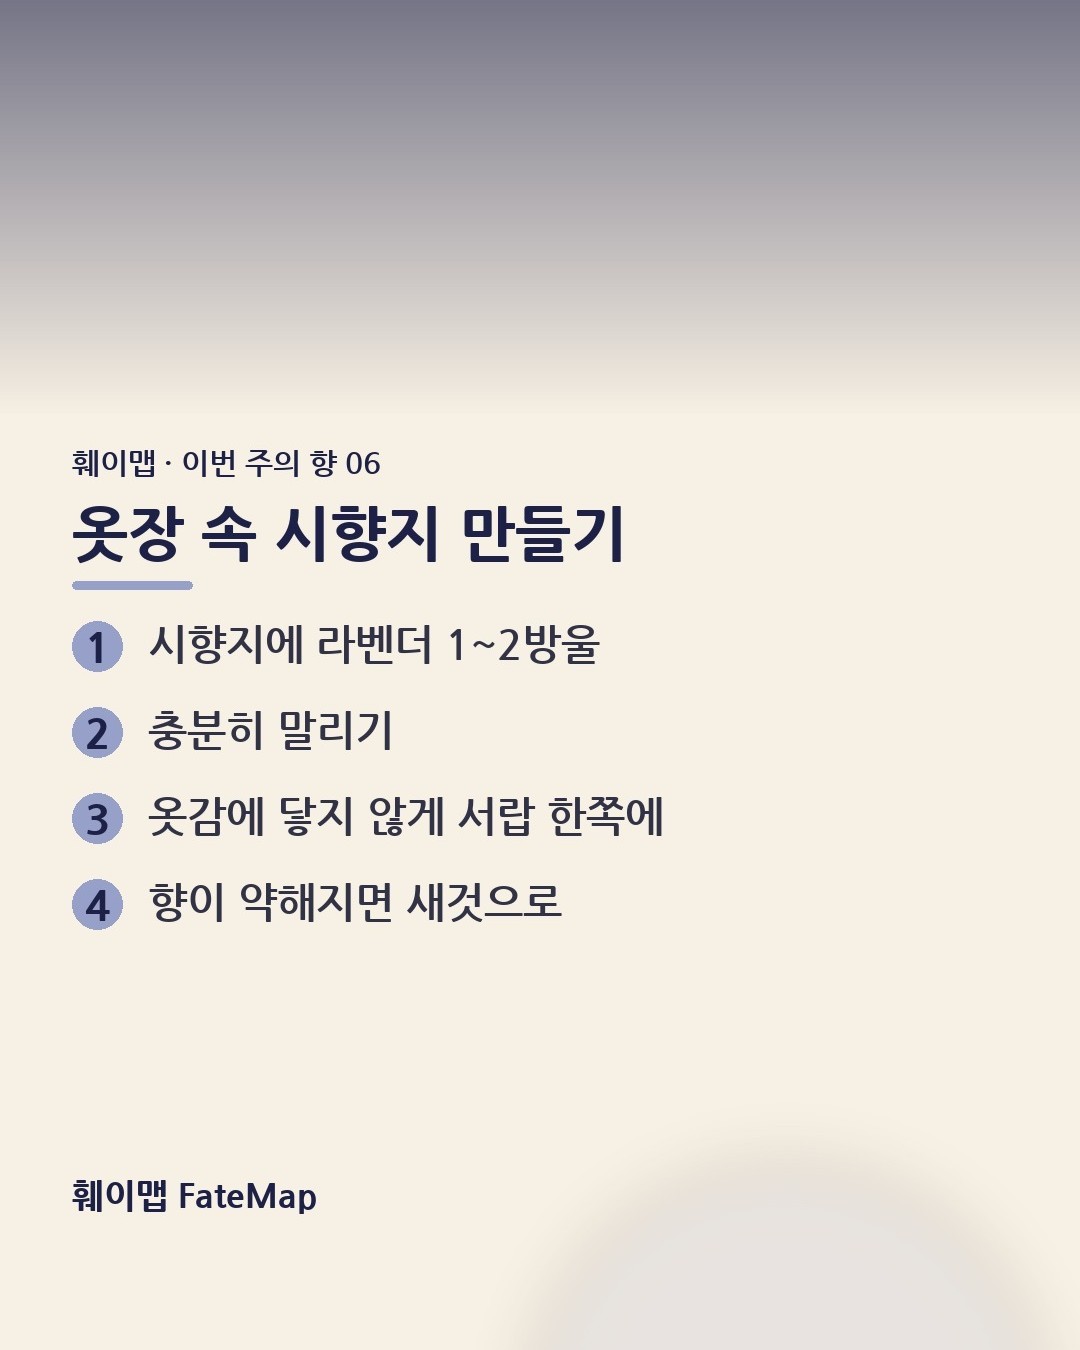 훼이맵 · 이번 주의 향 06
옷장 속 시향지 만들기
1 시향지에 라벤더 1~2방울
2 충분히 말리기
3 옷감에 닿지 않게 서랍 한쪽에
4 향이 약해지면 새것으로
훼이맵 FateMap